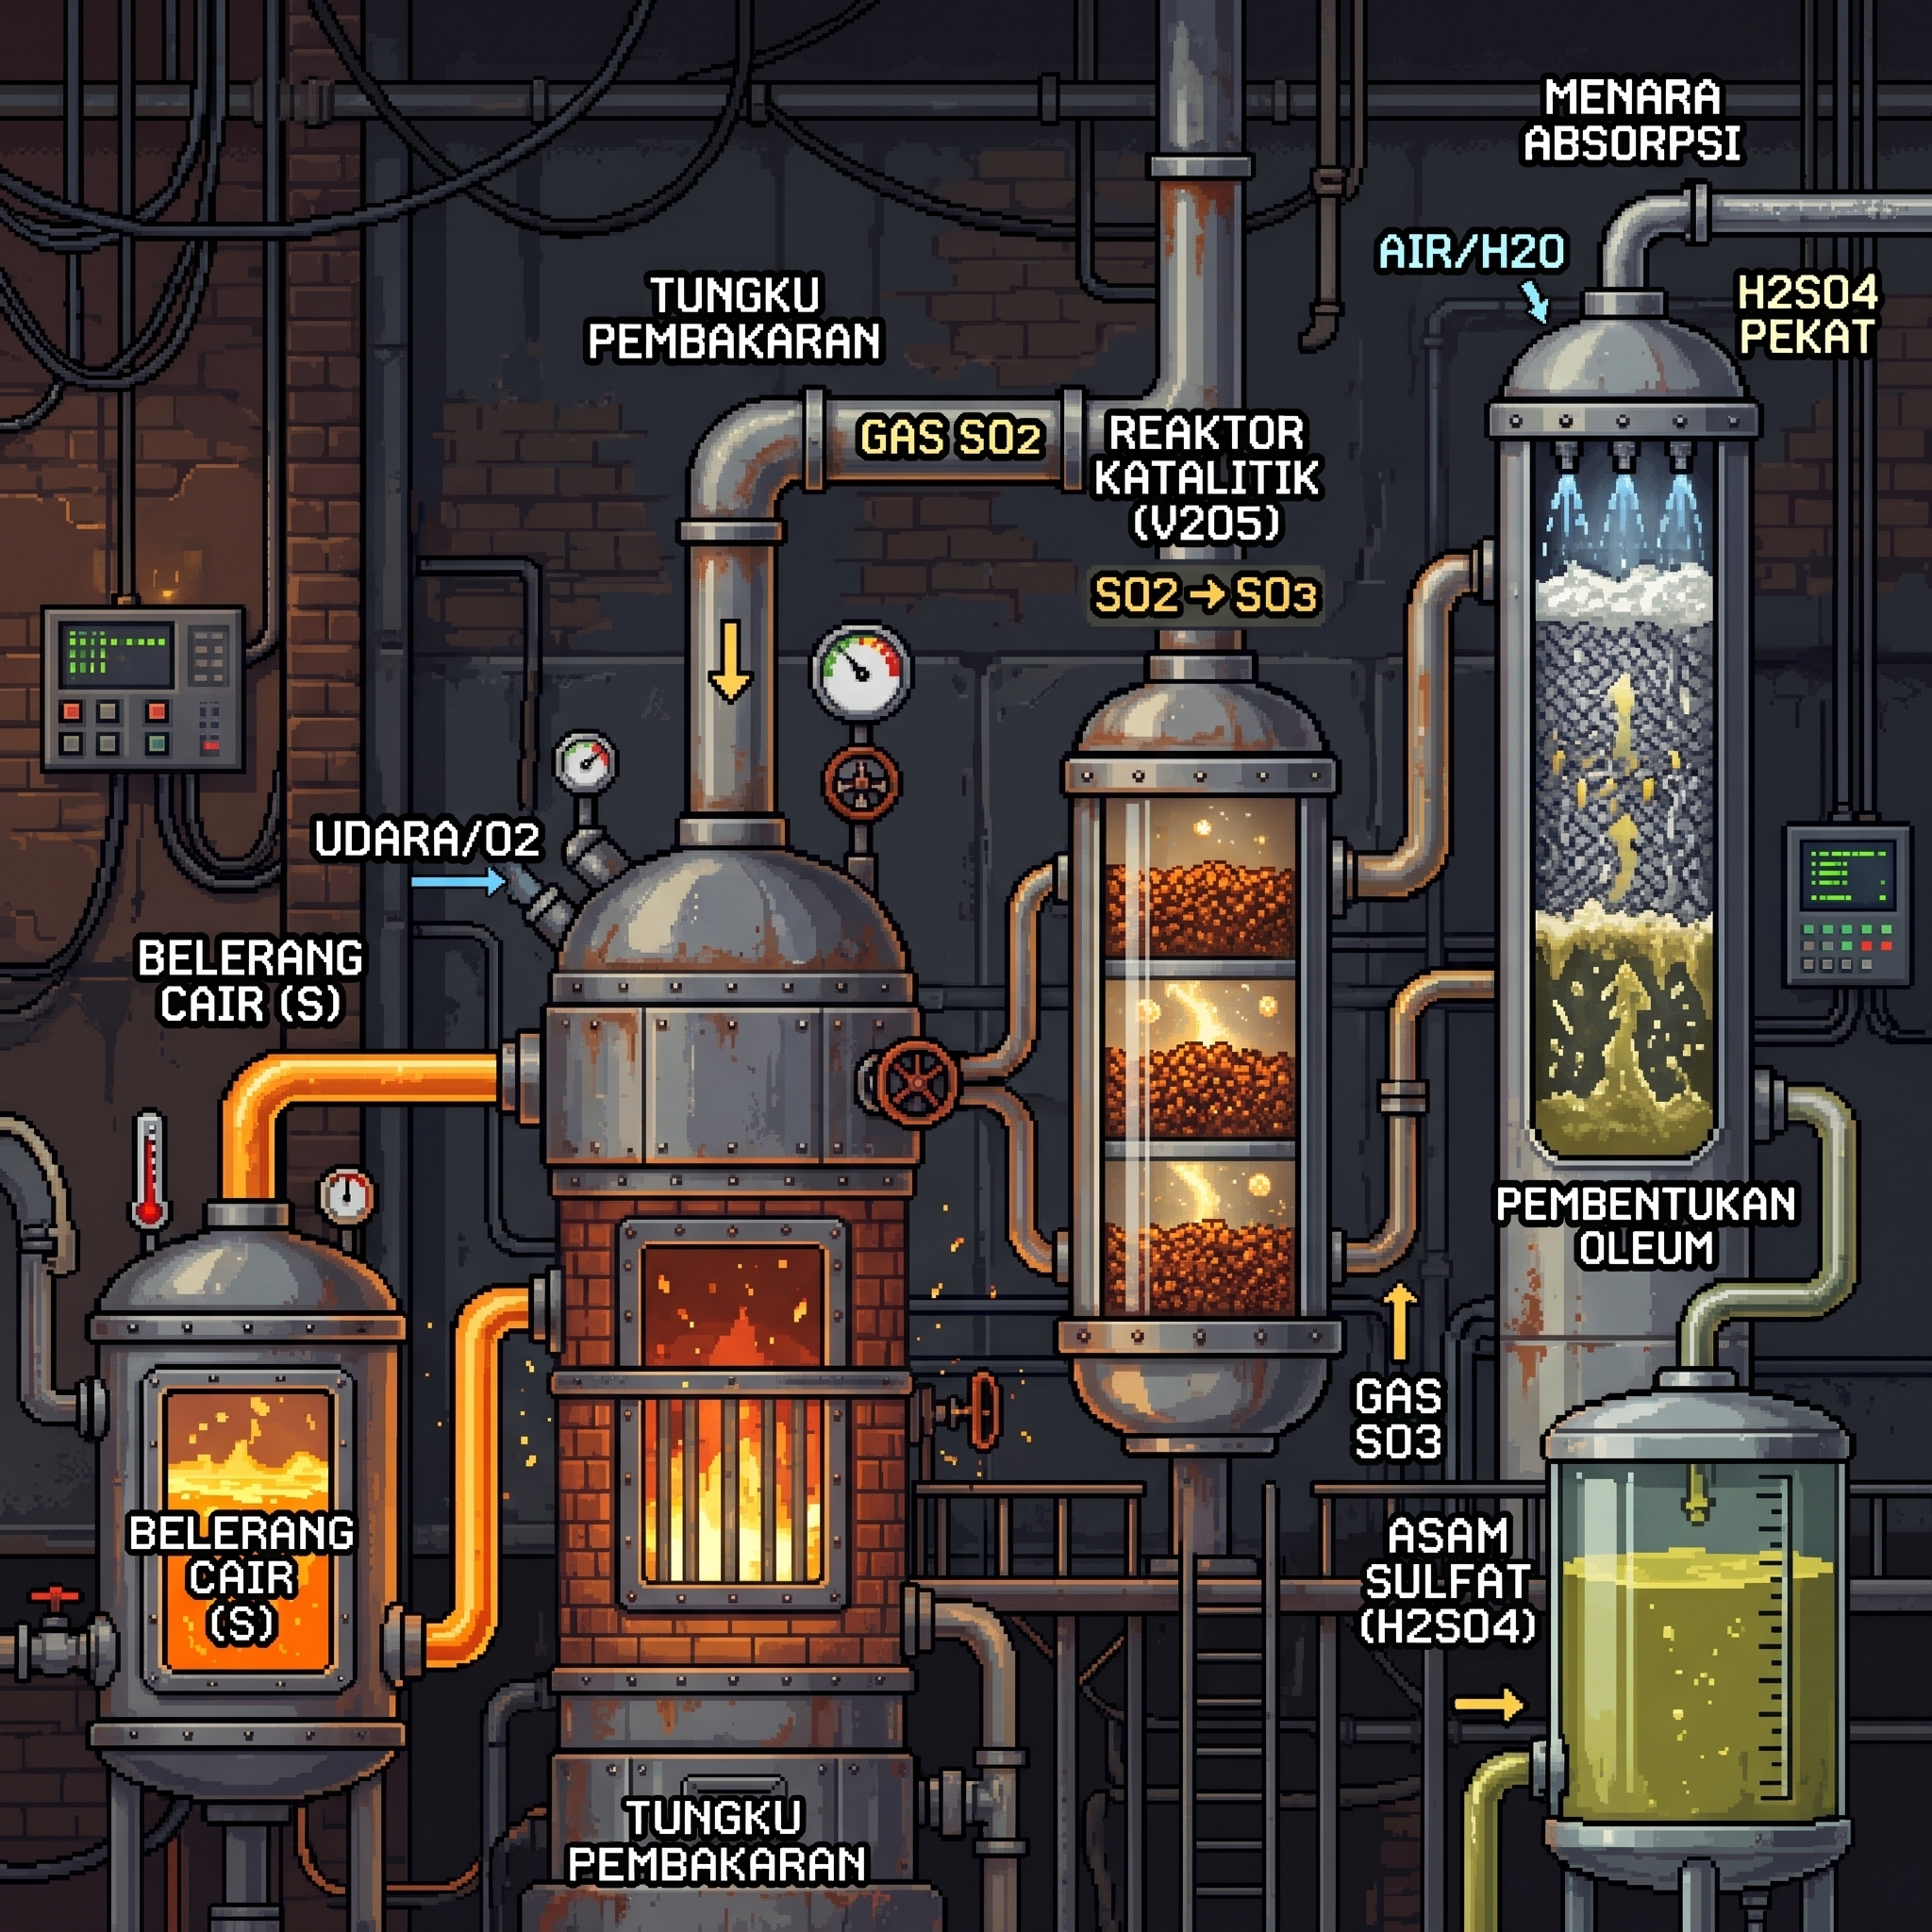 MENARA
ABSORPSI
AIR/H2O
H2SO4
PEKAT
TUNGKU
PEMBAKARAN
GAS SO2
REAKTOR
KATALITIK
(V2O5)
SO2→SO3
UDARA/O2
BELERANG
CAIR (S)
PEMBENTUKAN
OLEUM
GAS
SO3
BELERANG
CAIR
(S)
ASAM
SULFAT
(H2SO4)
TUNGKU
PEMBAKARAN